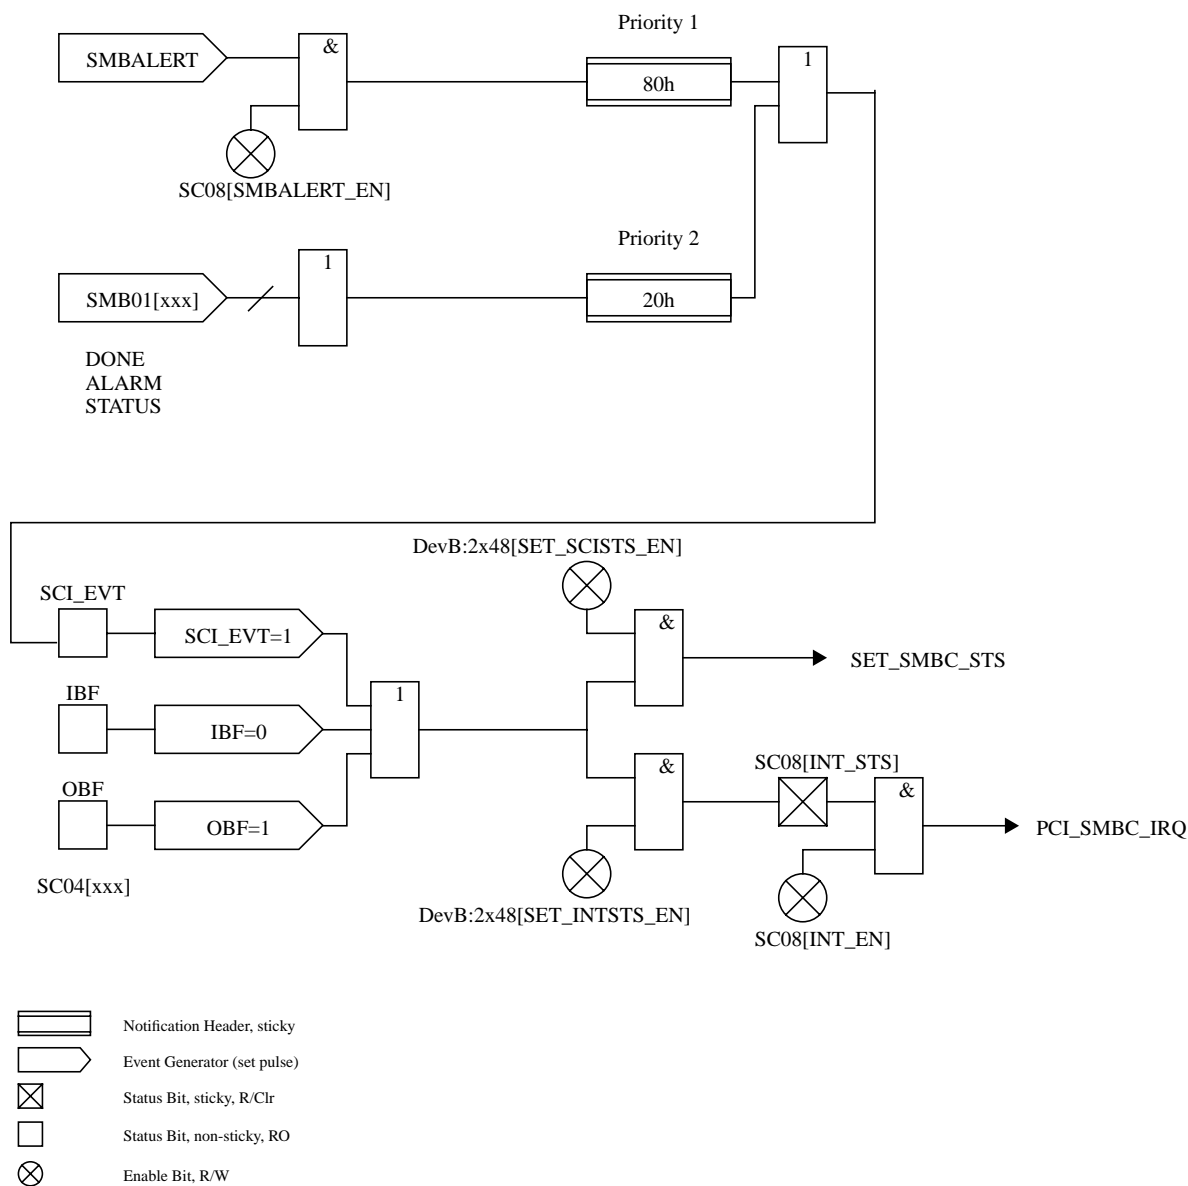 Priority 1
SMBALERT
&
80h
1
SC08[SMBALERT_EN]
Priority 2
1
SMB01[xxx]
20h
DONE
ALARM
STATUS
DevB:2x48[SET_SCISTS_EN]
SCI_EVT
SCI_EVT=1
&
SET_SMBC_STS
IBF
1
IBF=0
SC08[INT_STS]
&
&
OBF
OBF=1
PCI_SMBC_IRQ
SC04[xxx]
DevB:2x48[SET_INTSTS_EN]
SC08[INT_EN]
Notification Header, sticky
Event Generator (set pulse)
Status Bit, sticky, R/Clr
Status Bit, non-sticky, RO
Enable Bit, R/W